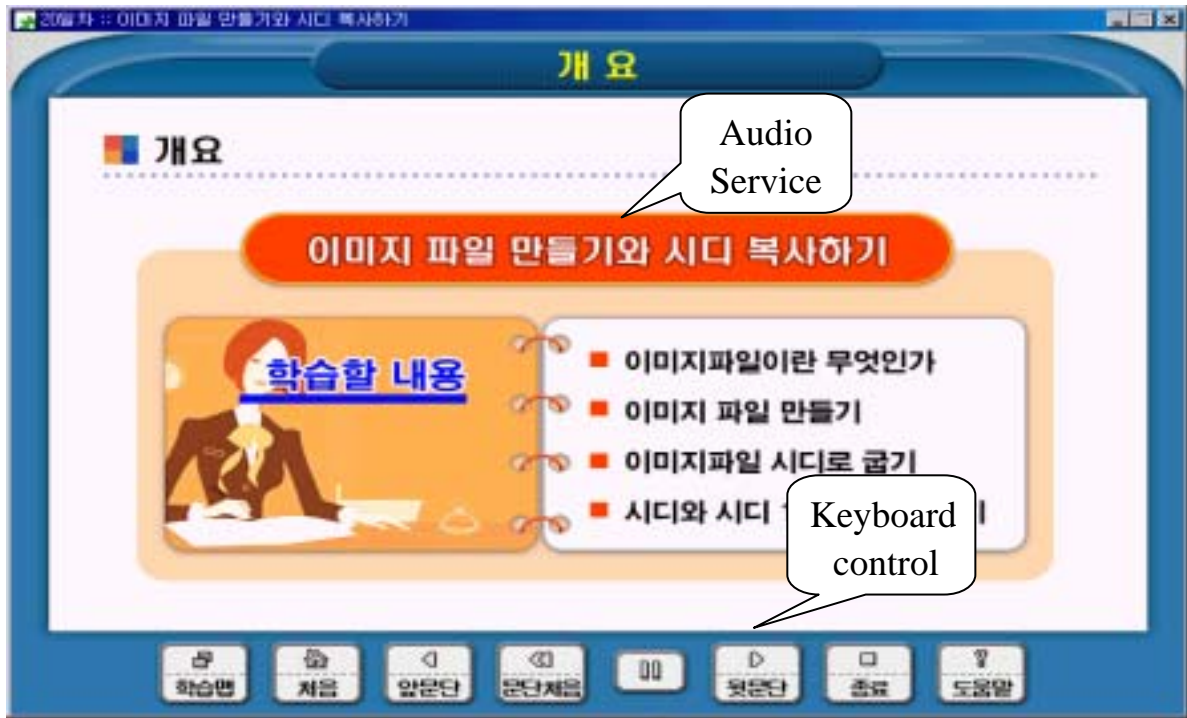 20일차 :: 이미지 파일 만들기와 시디 복사하기
개 요
개요
Audio
Service
이미지 파일 만들기와 시디 복사하기
학습할 내용
이미지파일이란 무엇인가
이미지 파일 만들기
이미지파일 시디로 굽기
시디와 시디
Keyboard
control
학습맵
처음
앞문단
문단처음
뒷문단
종료
도움말